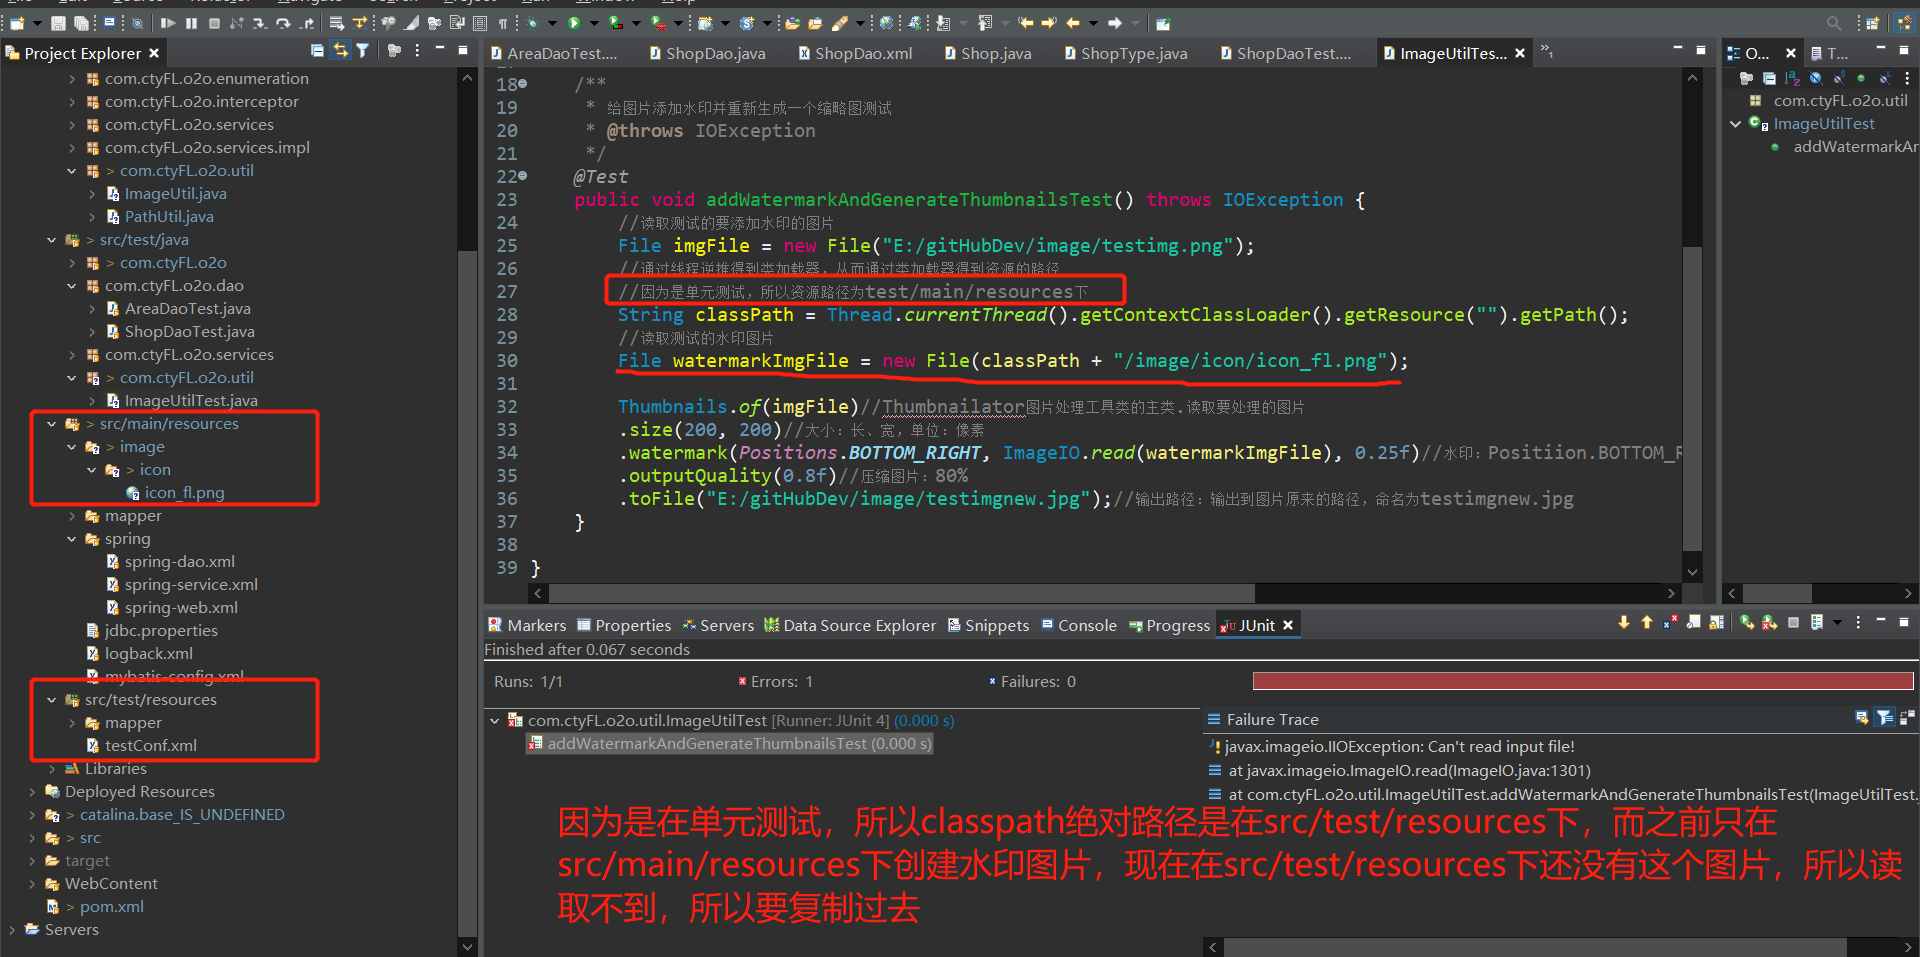 Project Explorer
com.ctyFL.o2o.enumeration
com.ctyFL.o2o.interceptor
com.ctyFL.o2o.services
com.ctyFL.o2o.services.impl
> com.ctyFL.o2o.util
ImageUtil.java
PathUtil.java
> src/test/java
> com.ctyFL.o2o
com.ctyFL.o2o.dao
AreaDaoTest.java
ShopDaoTest.java
com.ctyFL.o2o.services
> com.ctyFL.o2o.util
ImageUtilTest.java
> src/main/resources
> image
> icon
icon_fl.png
mapper
spring
spring-dao.xml
spring-service.xml
spring-web.xml
jdbc.properties
logback.xml
mybatis-config.xml
src/test/resources
mapper
testConf.xml
Libraries
Deployed Resources
> catalina.base_IS_UNDEFINED
> src
target
WebContent
> pom.xml
Servers
AreaDaoTest.... ShopDao.java ShopDao.xml Shop.java ShopType.java ShopDaoTest.... ImageUtilTes... »1
18 /**
19 * 给图片添加水印并重新生成一个缩略图测试
20 * @throws IOException
21 */
22 @Test
23 public void addWatermarkAndGenerateThumbnailsTest() throws IOException {
24 //读取测试的要添加水印的图片
25 File imgFile = new File("E:/gitHubDev/image/testimg.png");
26 //通过线程逆推得到类加载器，从而通过类加载器得到资源的路径
27 //因为是单元测试，所以资源路径为test/main/resources下
28 String classPath = Thread.currentThread().getContextClassLoader().getResource("").getPath();
29 //读取测试的水印图片
30 File watermarkImgFile = new File(classPath + "/image/icon/icon_fl.png");
31
32 Thumbnails.of(imgFile)//Thumbnailator图片处理工具类的主类.读取要处理的图片
33 .size(200, 200)//大小：长、宽，单位：像素
34 .watermark(Positions.BOTTOM_RIGHT, ImageIO.read(watermarkImgFile), 0.25f)//水印：Positiion.BOTTOM_R
35 .outputQuality(0.8f)//压缩图片：80%
36 .toFile("E:/gitHubDev/image/testimgnew.jpg");//输出路径：输出到图片原来的路径，命名为testimgnew.jpg
37 }
38
39 }
O... T...
com.ctyFL.o2o.util
ImageUtilTest
addWatermarkAr
Markers Properties Servers Data Source Explorer Snippets Console Progress JUnit
Finished after 0.067 seconds
Runs: 1/1 Errors: 1 Failures: 0
com.ctyFL.o2o.util.ImageUtilTest [Runner: JUnit 4] (0.000 s)
addWatermarkAndGenerateThumbnailsTest (0.000 s)
Failure Trace
javax.imageio.IIOException: Can't read input file!
at javax.imageio.ImageIO.read(ImageIO.java:1301)
at com.ctyFL.o2o.util.ImageUtilTest.addWatermarkAndGenerateThumbnailsTest(ImageUtilTest.
因为是在单元测试，所以classpath绝对路径是在src/test/resources下，而之前只在
src/main/resources下创建水印图片，现在在src/test/resources下还没有这个图片，所以读
取不到，所以要复制过去